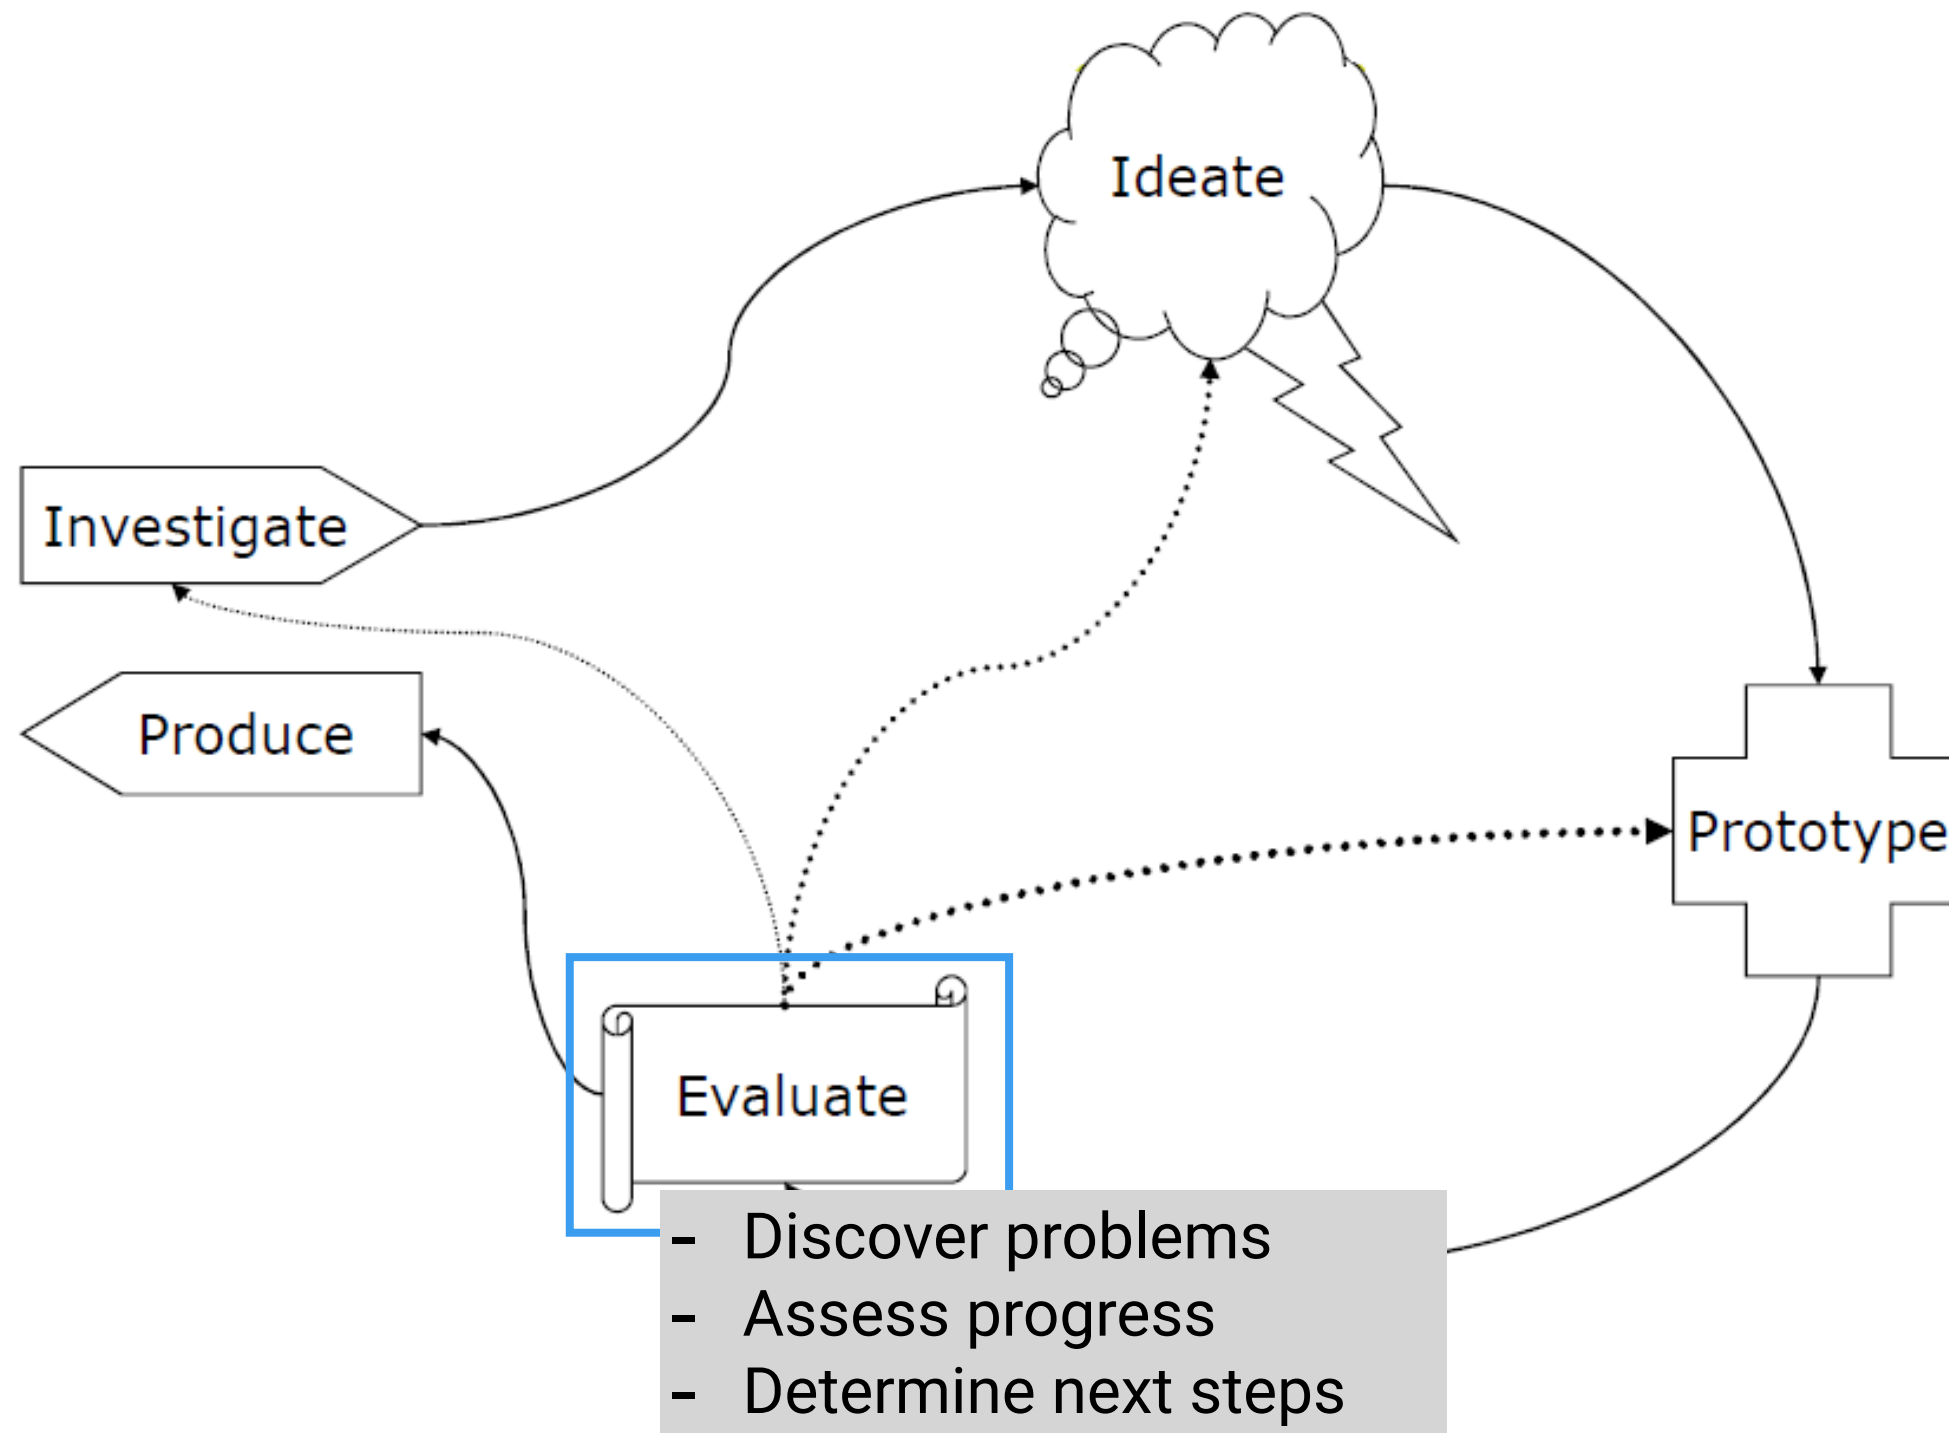 Ideate
Investigate
Produce
Prototype
Evaluate
- Discover problems
- Assess progress
- Determine next steps